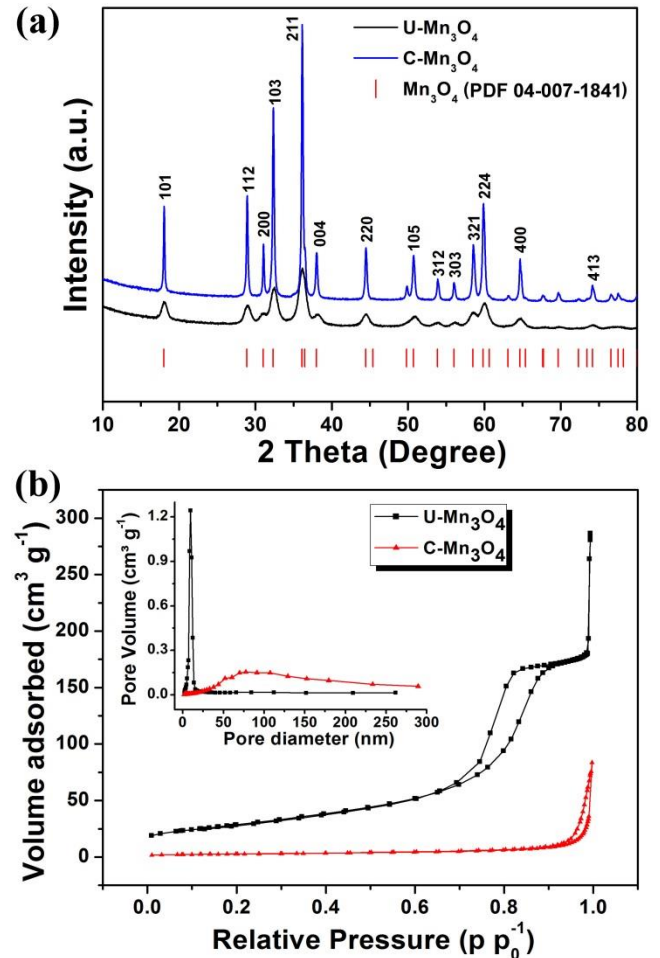 (a)
U-Mn₃O₄
C-Mn₃O₄
Mn₃O₄ (PDF 04-007-1841)
101
112
200
103
211
004
220
105
312
303
321
224
400
413
Intensity (a.u.)
10 20 30 40 50 60 70 80
2 Theta (Degree)
(b)
U-Mn₃O₄
C-Mn₃O₄
1.2
0.9
0.6
0.3
0.0
Pore Volume (cm³ g⁻¹)
0 50 100 150 200 250 300
Pore diameter (nm)
300
250
200
150
100
50
0
Volume adsorbed (cm³ g⁻¹)
0.0 0.2 0.4 0.6 0.8 1.0
Relative Pressure (p p₀⁻¹)